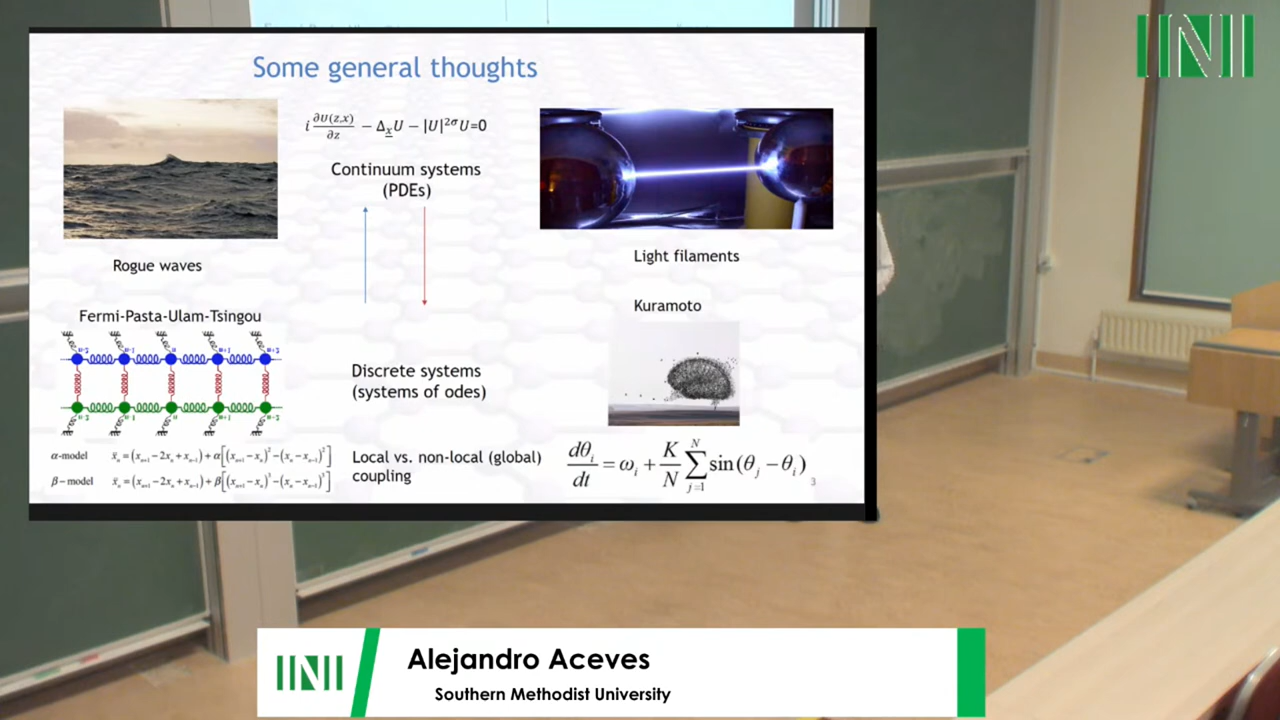 INI
Some general thoughts
i ∂U(z,x)/∂z − Δ_x U − |U|^{2σ} U=0
Continuum systems
(PDEs)
Rogue waves
Light filaments
Kuramoto
Fermi-Pasta-Ulam-Tsingou
Discrete systems
(systems of odes)
α-model ẍ_n = (x_{n+1} − 2x_n + x_{n−1}) + α[(x_{n+1} − x_n)^2 − (x_n − x_{n−1})^2]
β−model ẍ_n = (x_{n+1} − 2x_n + x_{n−1}) + β[(x_{n+1} − x_n)^3 − (x_n − x_{n−1})^3]
Local vs. non-local (global)
coupling
dθ_i/dt = ω_i + K/N ∑_{j=1}^{N} sin(θ_j − θ_i)
3
INI
Alejandro Aceves
Southern Methodist University